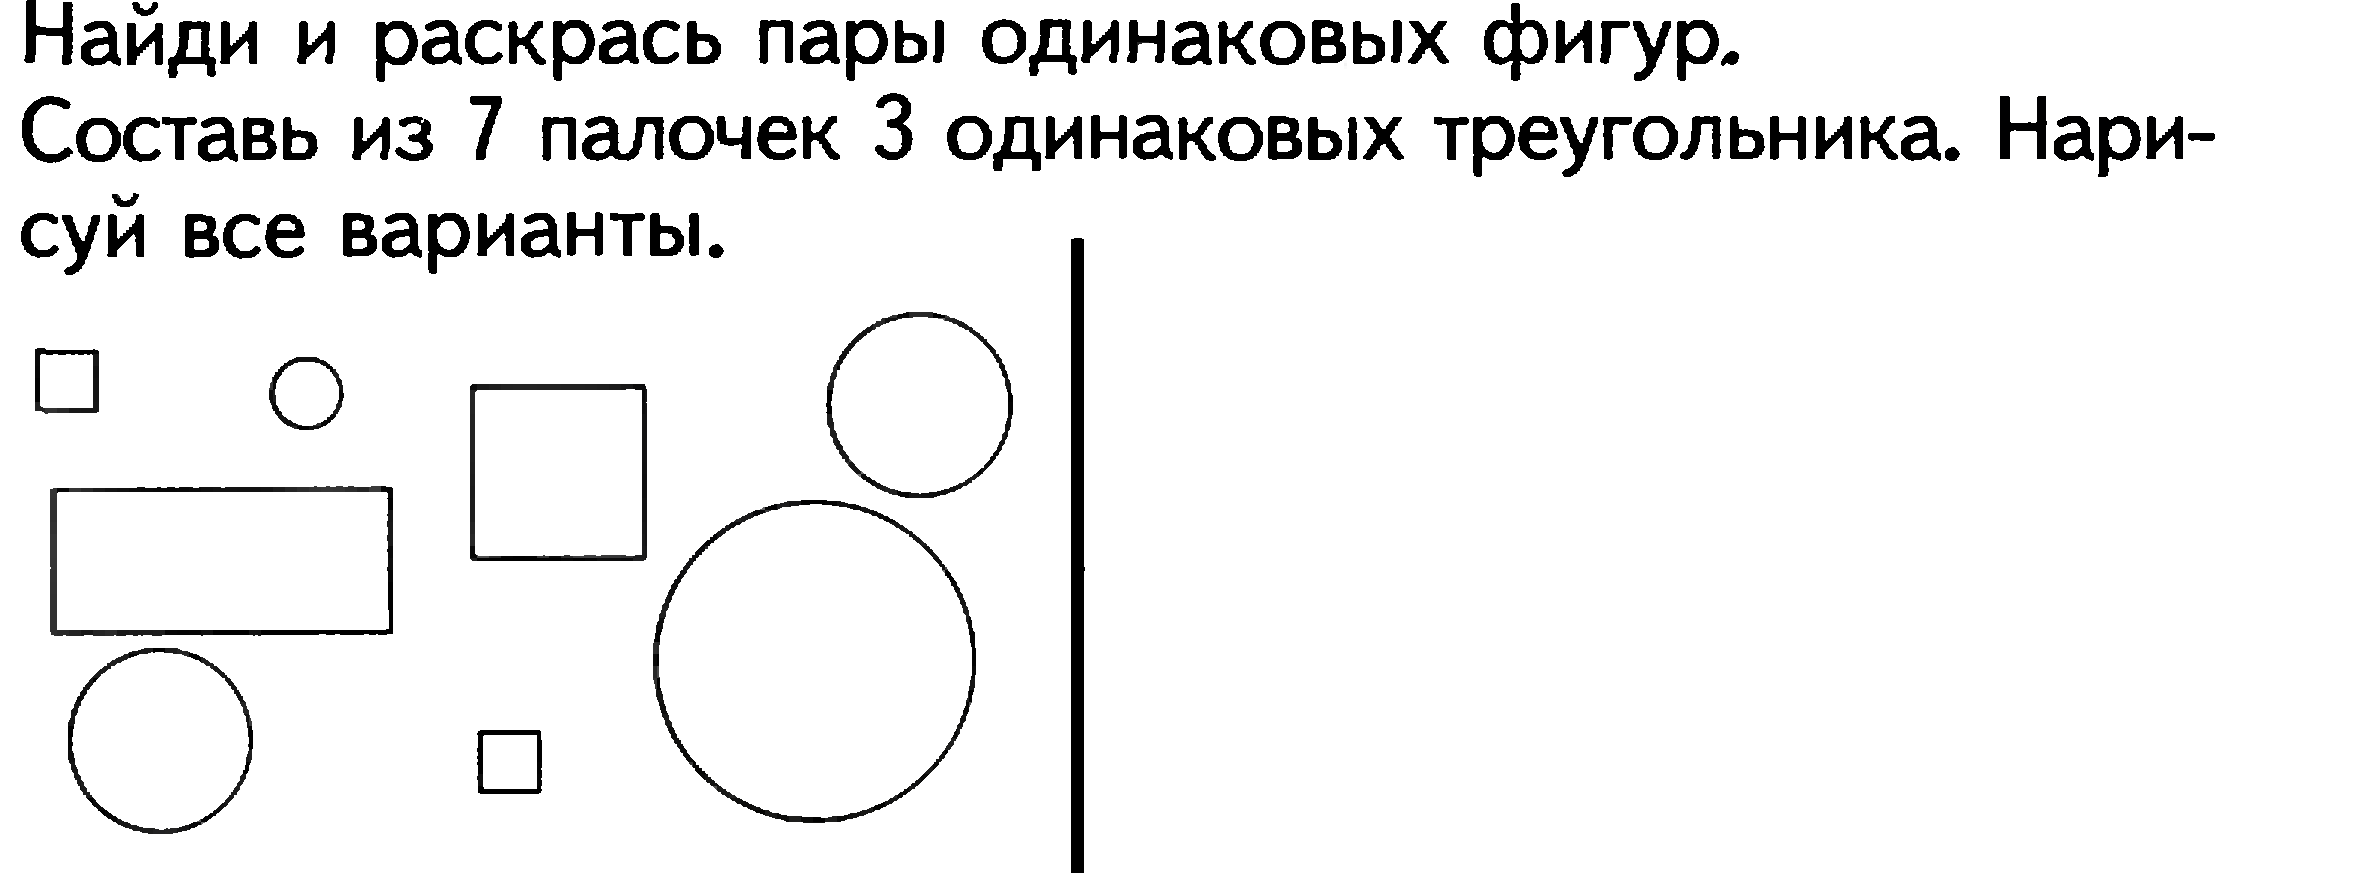 Найди и раскрась пары одинаковых фигур.
Составь из 7 палочек 3 одинаковых треугольника. Нари-
суй все варианты.